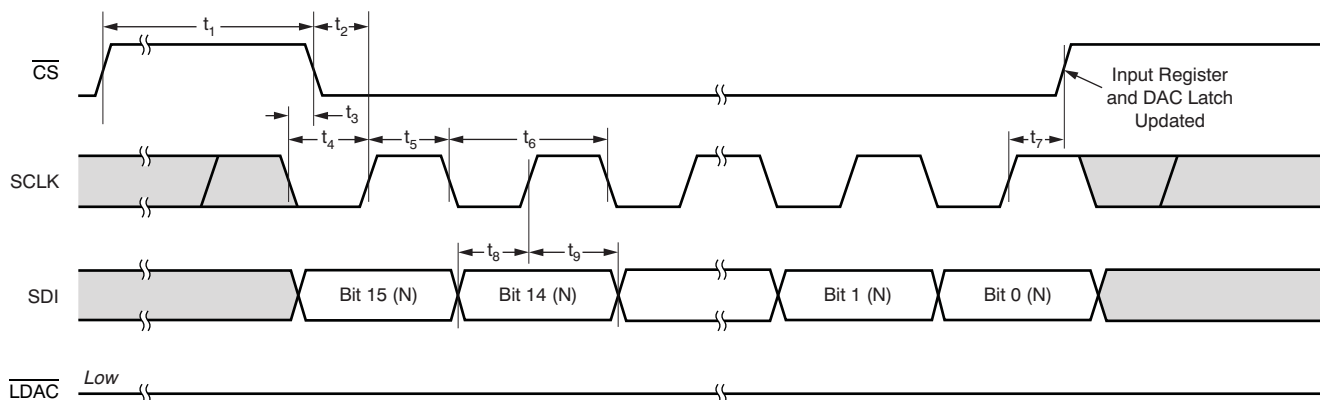 t1
t2
CS
Input Register
and DAC Latch
Updated
t3
t4
t5
t6
t7
SCLK
t8
t9
SDI
Bit 15 (N)
Bit 14 (N)
Bit 1 (N)
Bit 0 (N)
LDAC
Low